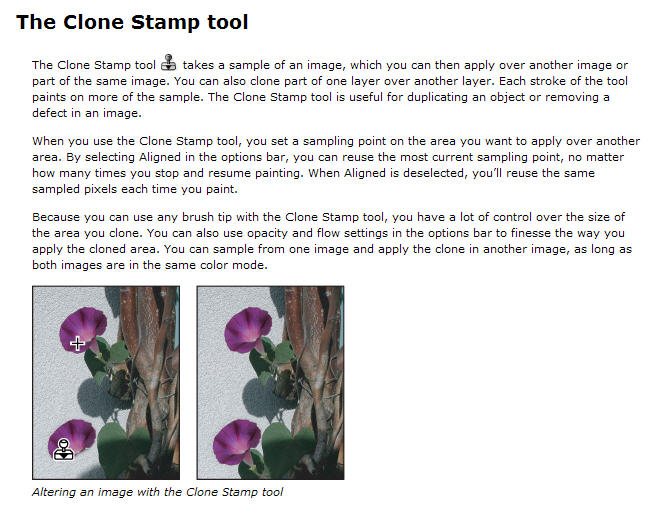 The Clone Stamp tool
The Clone Stamp tool takes a sample of an image, which you can then apply over another image or
part of the same image. You can also clone part of one layer over another layer. Each stroke of the tool
paints on more of the sample. The Clone Stamp tool is useful for duplicating an object or removing a
defect in an image.
When you use the Clone Stamp tool, you set a sampling point on the area you want to apply over another
area. By selecting Aligned in the options bar, you can reuse the most current sampling point, no matter
how many times you stop and resume painting. When Aligned is deselected, you’ll reuse the same
sampled pixels each time you paint.
Because you can use any brush tip with the Clone Stamp tool, you have a lot of control over the size of
the area you clone. You can also use opacity and flow settings in the options bar to finesse the way you
apply the cloned area. You can sample from one image and apply the clone in another image, as long as
both images are in the same color mode.
Altering an image with the Clone Stamp tool